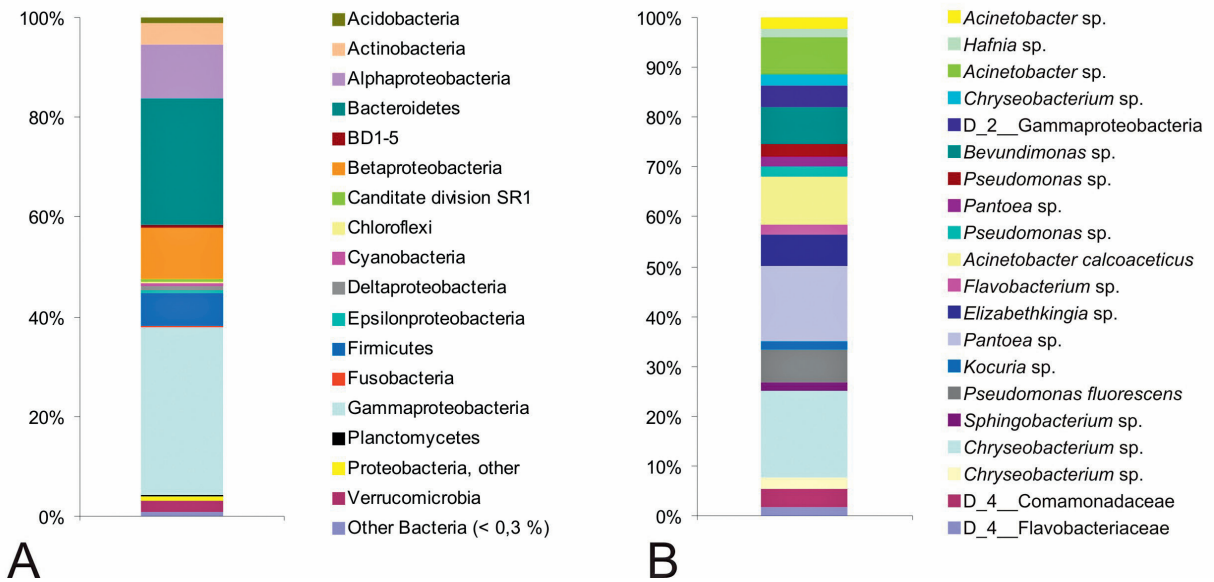 100%
80%
60%
40%
20%
0%
Acidobacteria
Actinobacteria
Alphaproteobacteria
Bacteroidetes
BD1-5
Betaproteobacteria
Canditate division SR1
Chloroflexi
Cyanobacteria
Deltaproteobacteria
Epsilonproteobacteria
Firmicutes
Fusobacteria
Gammaproteobacteria
Planctomycetes
Proteobacteria, other
Verrucomicrobia
Other Bacteria (< 0,3 %)
A
100%
90%
80%
70%
60%
50%
40%
30%
20%
10%
0%
Acinetobacter sp.
Hafnia sp.
Acinetobacter sp.
Chryseobacterium sp.
D_2__Gammaproteobacteria
Bevundimonas sp.
Pseudomonas sp.
Pantoea sp.
Pseudomonas sp.
Acinetobacter calcoaceticus
Flavobacterium sp.
Elizabethkingia sp.
Pantoea sp.
Kocuria sp.
Pseudomonas fluorescens
Sphingobacterium sp.
Chryseobacterium sp.
Chryseobacterium sp.
D_4__Comamonadaceae
D_4__Flavobacteriaceae
B